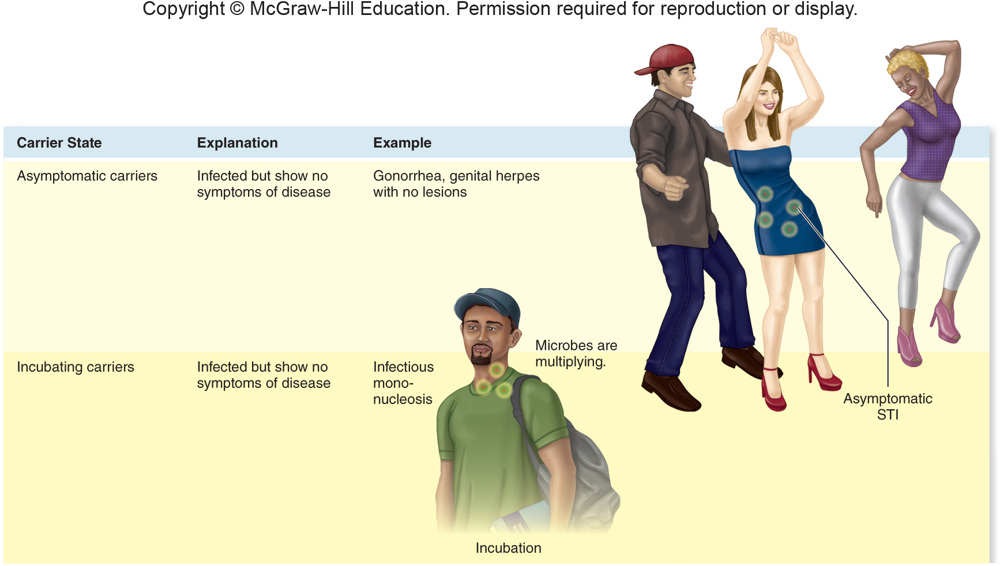 Copyright © McGraw-Hill Education. Permission required for reproduction or display.
Carrier State
Explanation
Example
Asymptomatic carriers
Infected but show no
symptoms of disease
Gonorrhea, genital herpes
with no lesions
Incubating carriers
Infected but show no
symptoms of disease
Infectious
mono-
nucleosis
Microbes are
multiplying.
Incubation
Asymptomatic
STI